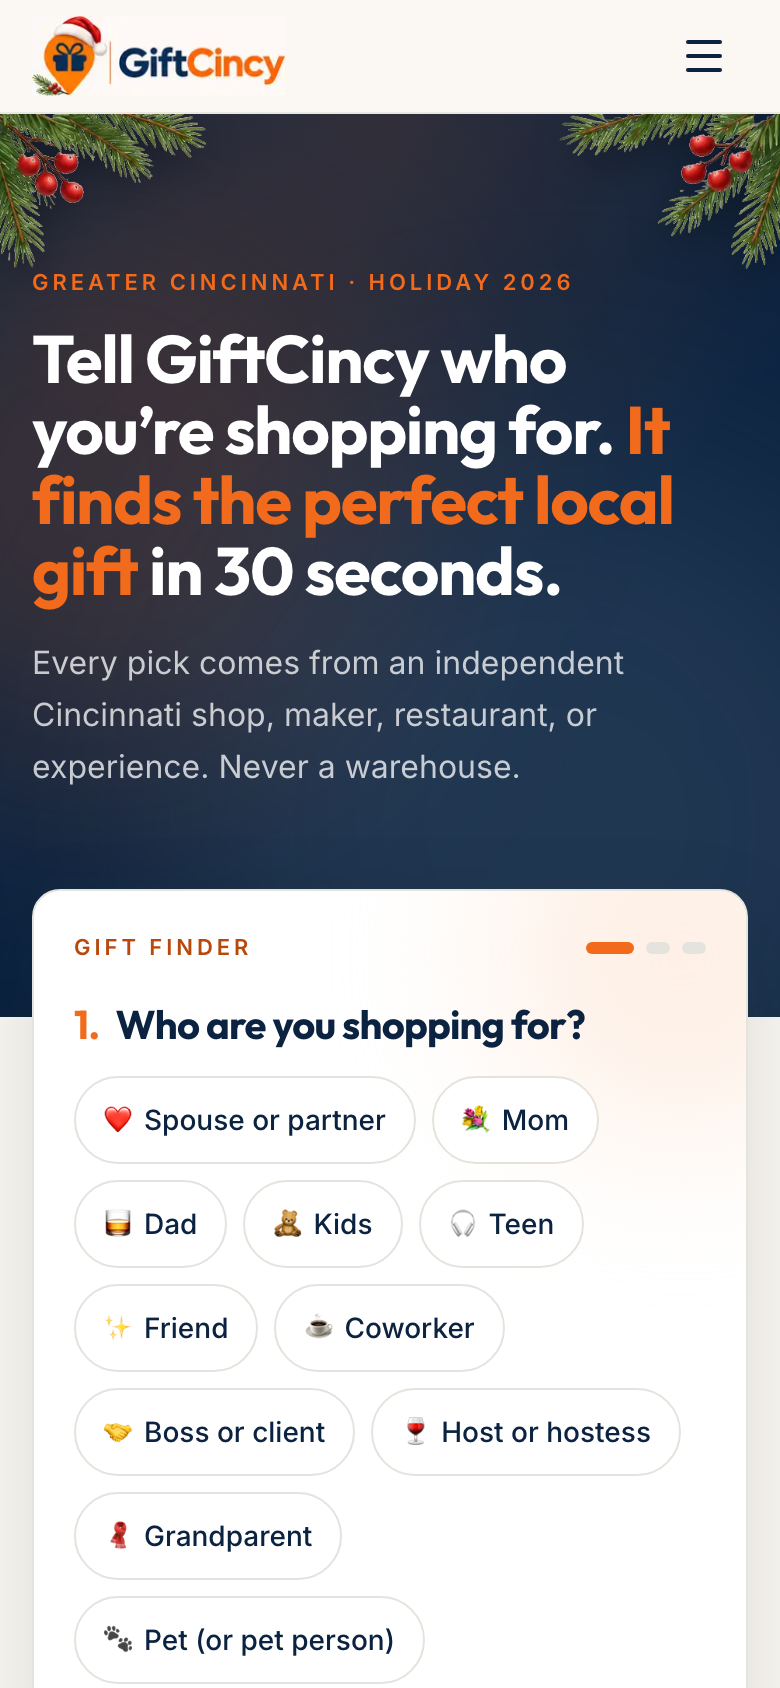 GiftCincy
GREATER CINCINNATI · HOLIDAY 2026
Tell GiftCincy who
you’re shopping for. It
finds the perfect local
gift in 30 seconds.
Every pick comes from an independent
Cincinnati shop, maker, restaurant, or
experience. Never a warehouse.
GIFT FINDER
1. Who are you shopping for?
Spouse or partner
Mom
Dad
Kids
Teen
Friend
Coworker
Boss or client
Host or hostess
Grandparent
Pet (or pet person)